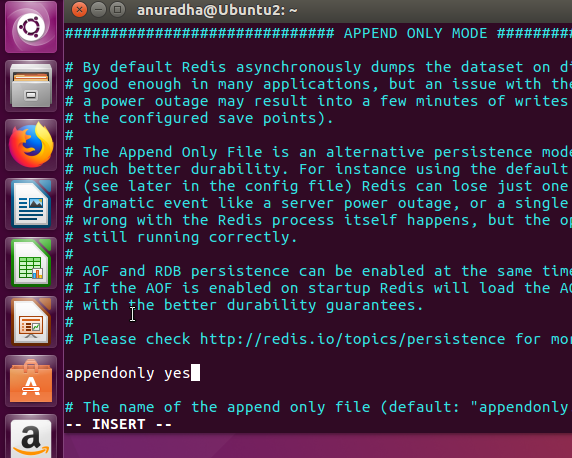 anuradha@Ubuntu2: ~
############################## APPEND ONLY MODE #########
# By default Redis asynchronously dumps the dataset on di
# good enough in many applications, but an issue with the
# a power outage may result into a few minutes of writes
# the configured save points).
#
# The Append Only File is an alternative persistence mode
# much better durability. For instance using the default
# (see later in the config file) Redis can lose just one
# dramatic event like a server power outage, or a single
# wrong with the Redis process itself happens, but the op
# still running correctly.
#
# AOF and RDB persistence can be enabled at the same time
# If the AOF is enabled on startup Redis will load the AO
# with the better durability guarantees.
#
# Please check http://redis.io/topics/persistence for mor
appendonly yes
# The name of the append only file (default: "appendonly
-- INSERT --